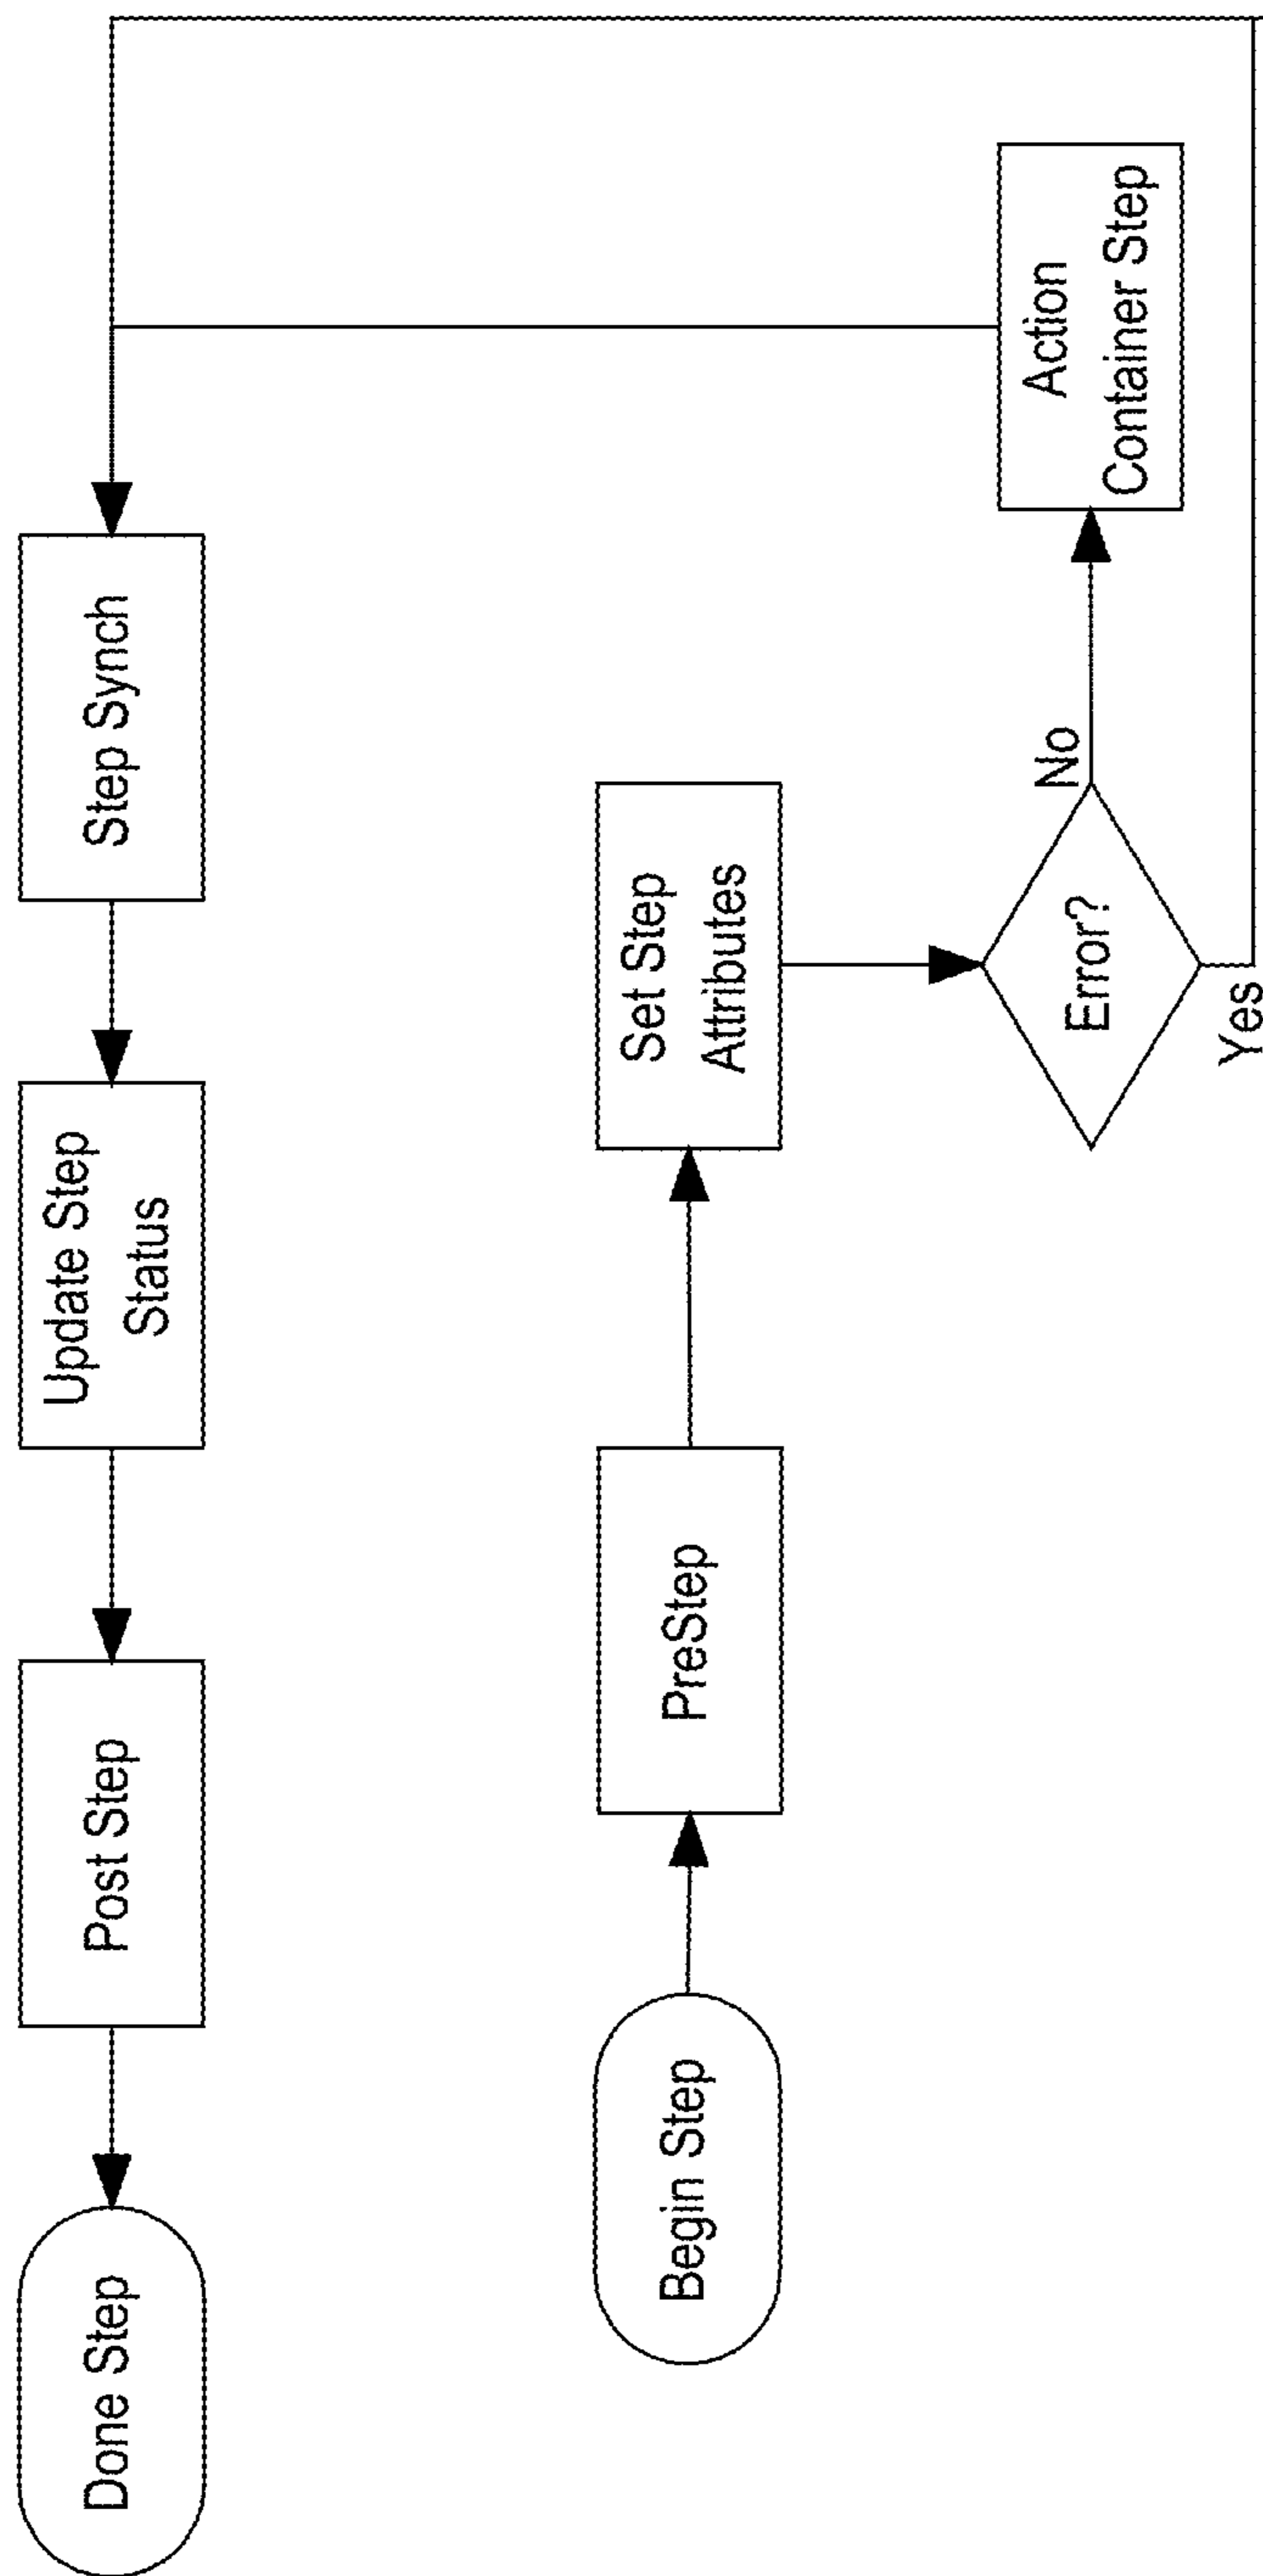 Done Step
Post Step
Update Step
Status
Step Synch
Begin Step
PreStep
Set Step
Attributes
Error?
No
Yes
Action
Container Step